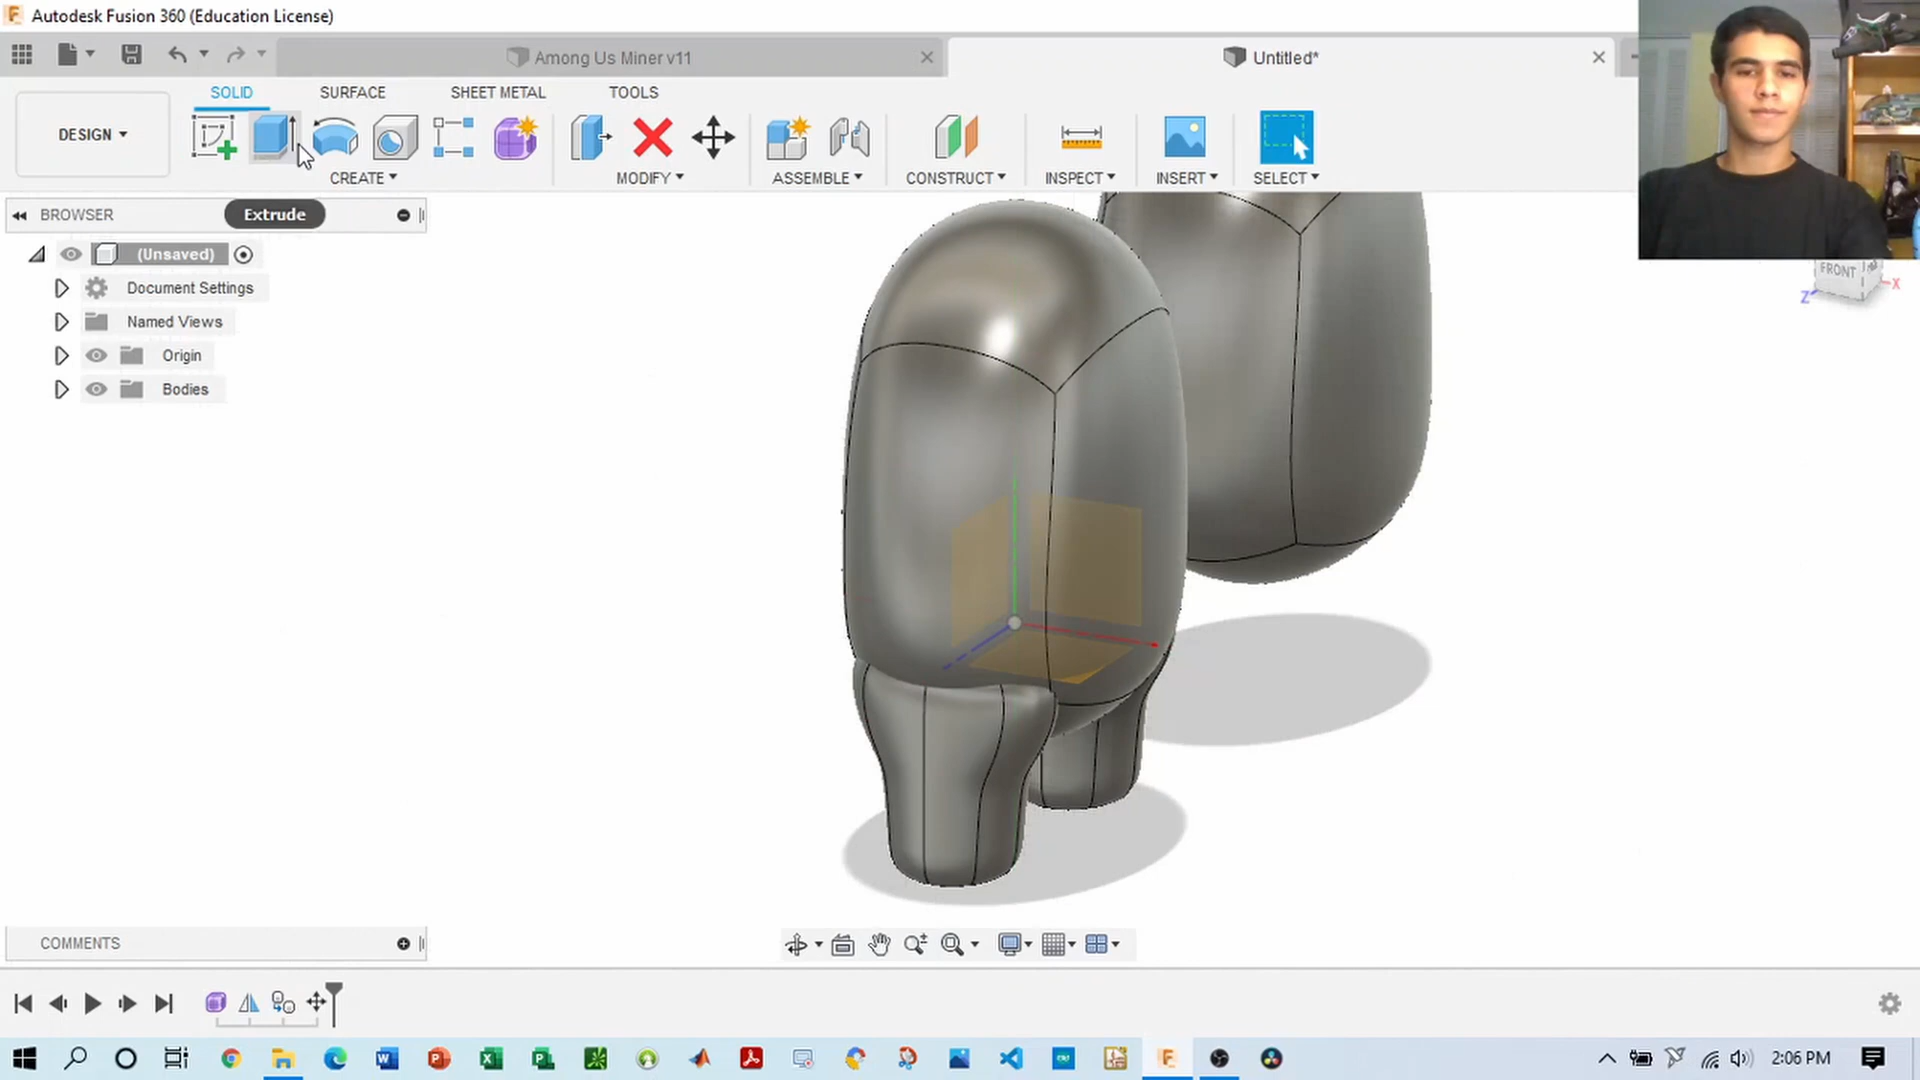 Autodesk Fusion 360 (Education License)
Among Us Miner v11
Untitled*
SOLID
SURFACE
SHEET METAL
TOOLS
DESIGN
CREATE
MODIFY
ASSEMBLE
CONSTRUCT
INSPECT
INSERT
SELECT
BROWSER
Extrude
(Unsaved)
Document Settings
Named Views
Origin
Bodies
FRONT
Z
X
COMMENTS
2:06 PM